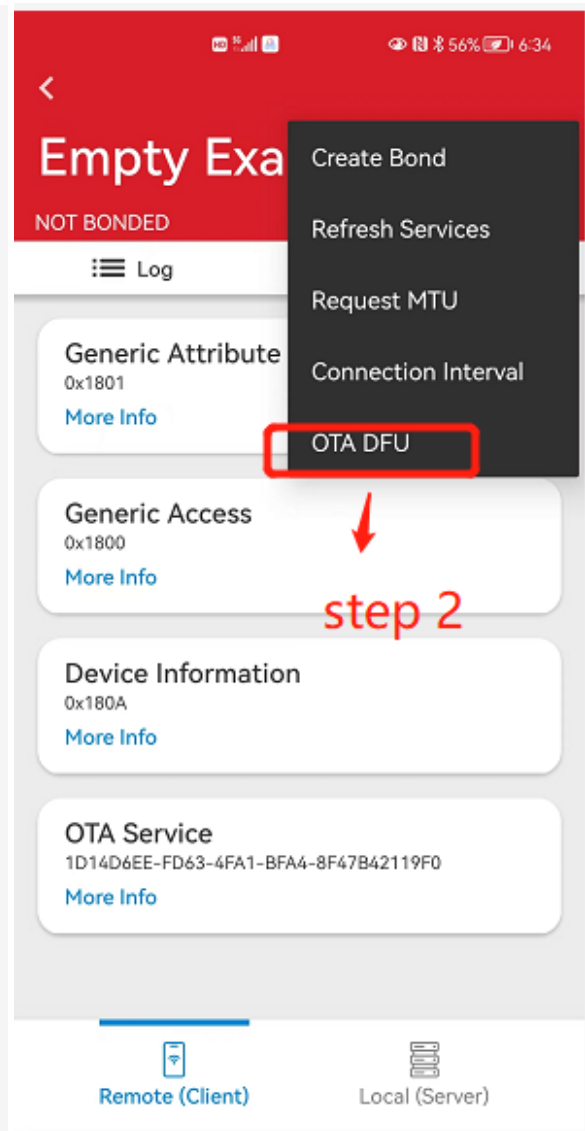 HD 56% 6:34
Empty Exa
Create Bond
NOT BONDED
Refresh Services
Log
Request MTU
Generic Attribute
0x1801
Connection Interval
More Info
OTA DFU
Generic Access
0x1800
More Info
step 2
Device Information
0x180A
More Info
OTA Service
1D14D6EE-FD63-4FA1-BFA4-8F47B42119F0
More Info
Remote (Client) Local (Server)